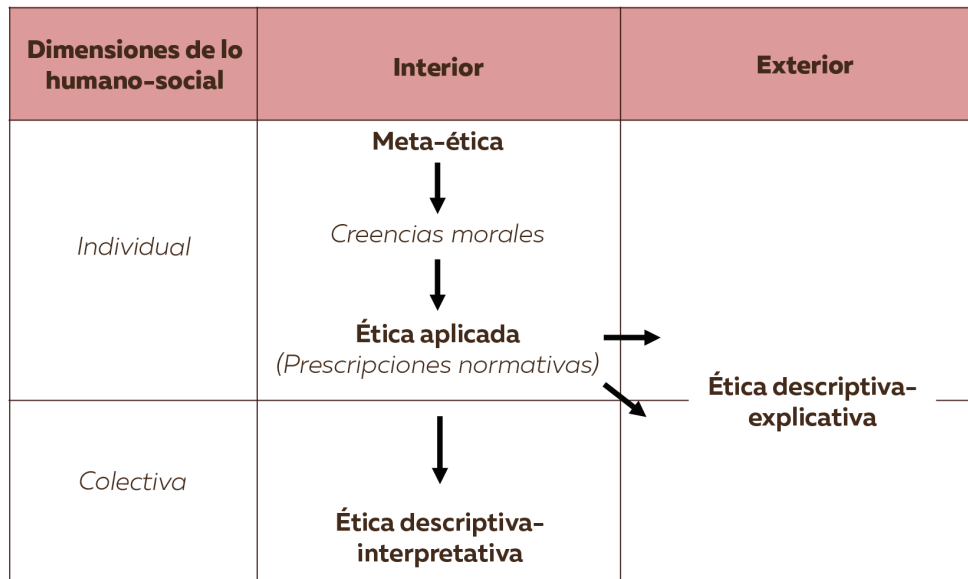 Dimensiones de lo
humano-social
Interior
Exterior
Individual
Meta-ética
Creencias morales
Ética aplicada
(Prescripciones normativas)
Ética descriptiva-
explicativa
Colectiva
Ética descriptiva-
interpretativa